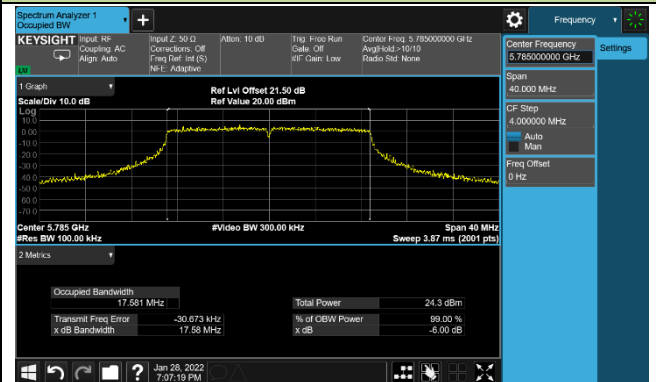 Spectrum Analyzer 1
Occupied BW
Frequency
KEYSIGHT
Input: RF
Coupling: AC
Align: Auto
Input Z: 50 Ω
Corrections: Off
Freq Ref: Int (S)
NFE: Adaptive
Atten: 10 dB
Trig: Free Run
Gate: Off
#IF Gain: Low
Center Freq: 5.785000000 GHz
Avg|Hold:>10/10
Radio Std: None
LXI
Center Frequency
5.785000000 GHz
Settings
Span
40.000 MHz
CF Step
4.000000 MHz
Auto
Man
Freq Offset
0 Hz
1 Graph
Scale/Div 10.0 dB
Ref Lvl Offset 21.50 dB
Ref Value 20.00 dBm
Log
10.0
0.00
-10.0
-20.0
-30.0
-40.0
-50.0
-60.0
-70.0
Center 5.785 GHz
#Video BW 300.00 kHz
Span 40 MHz
#Res BW 100.00 kHz
Sweep 3.87 ms (2001 pts)
2 Metrics
Occupied Bandwidth
17.581 MHz
Total Power
24.3 dBm
Transmit Freq Error
-30.673 kHz
% of OBW Power
99.00 %
x dB Bandwidth
17.58 MHz
x dB
-6.00 dB
Jan 28, 2022
7:07:19 PM